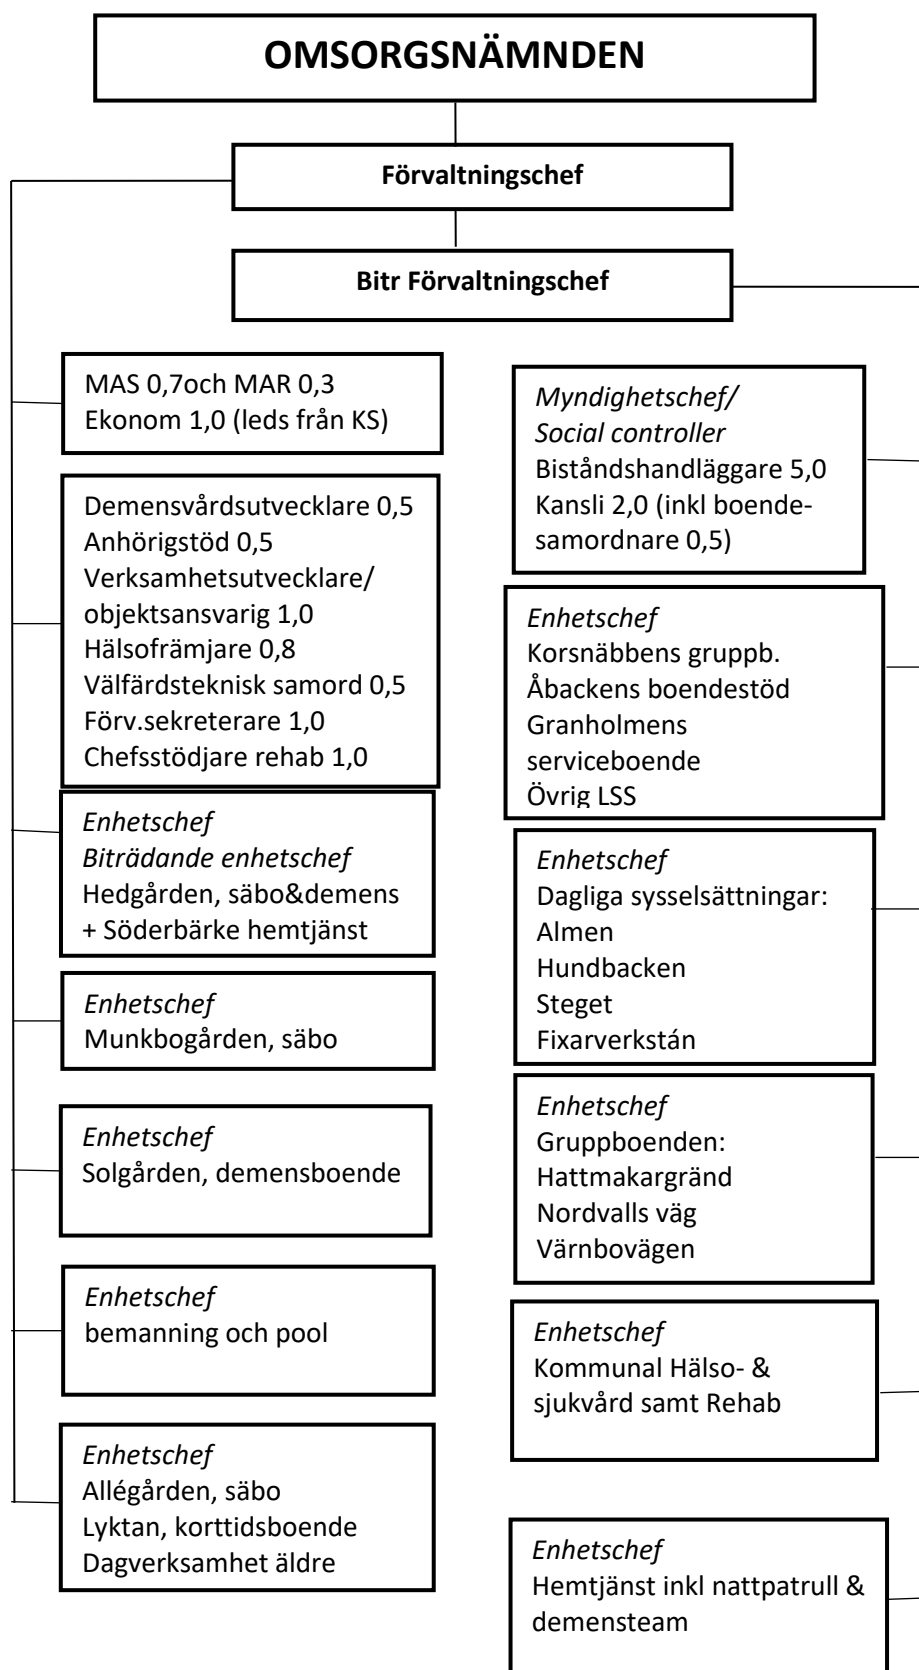 OMSORGSNÄMNDEN
Förvaltningschef
Bitr Förvaltningschef
MAS 0,7och MAR 0,3
Ekonom 1,0 (leds från KS)
Demensvårdsutvecklare 0,5
Anhörigstöd 0,5
Verksamhetsutvecklare/
objektsansvarig 1,0
Hälsofrämjare 0,8
Välfärdsteknisk samord 0,5
Förv.sekreterare 1,0
Chefsstödjare rehab 1,0
Enhetschef
Biträdande enhetschef
Hedgården, säbo&demens
+ Söderbärke hemtjänst
Enhetschef
Munkbogården, säbo
Enhetschef
Solgården, demensboende
Enhetschef
bemanning och pool
Enhetschef
Allégården, säbo
Lyktan, korttidsboende
Dagverksamhet äldre
Myndighetschef/
Social controller
Biståndshandläggare 5,0
Kansli 2,0 (inkl boende-
samordnare 0,5)
Enhetschef
Korsnäbbens gruppb.
Åbackens boendestöd
Granholmens
serviceboende
Övrig LSS
Enhetschef
Dagliga sysselsättningar:
Almen
Hundbacken
Steget
Fixarverkstán
Enhetschef
Gruppboenden:
Hattmakargränd
Nordvalls väg
Värnbovägen
Enhetschef
Kommunal Hälso- &
sjukvård samt Rehab
Enhetschef
Hemtjänst inkl nattpatrull &
demensteam